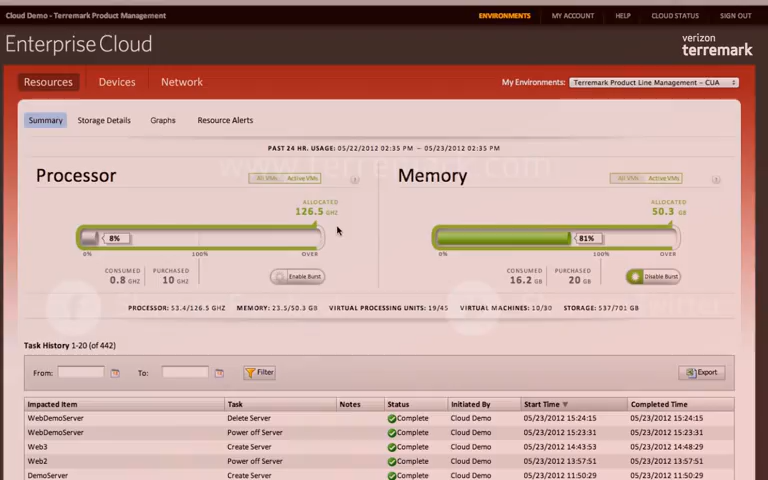 Cloud Demo - Terremark Product Management
ENVIRONMENTS MY ACCOUNT HELP CLOUD STATUS SIGN OUT
Enterprise Cloud
verizon
terremark
Resources Devices Network
My Environments: Terremark Product Line Management - CUA
Summary Storage Details Graphs Resource Alerts
PAST 24 HR. USAGE: 05/22/2012 02:35 PM – 05/23/2012 02:35 PM
www.terremark.com
Processor All VMs Active VMs
Memory All VMs Active VMs
ALLOCATED
126.5 GHZ
ALLOCATED
50.3 GB
8%
81%
0% 100% OVER
0% 100% OVER
CONSUMED PURCHASED
0.8 GHZ 10 GHZ
Enable Burst
CONSUMED PURCHASED
16.2 GB 20 GB
Disable Burst
PROCESSOR: 53.4/126.5 GHZ MEMORY: 23.5/50.3 GB VIRTUAL PROCESSING UNITS: 19/45 VIRTUAL MACHINES: 10/30 STORAGE: 537/701 GB
Task History 1-20 (of 442)
From: To: Filter Export
Impacted Item Task Notes Status Initiated By Start Time Completed Time
WebDemoServer Delete Server Complete Cloud Demo 05/23/2012 15:24:15 05/23/2012 15:24:15
WebDemoServer Power off Server Complete Cloud Demo 05/23/2012 15:23:31 05/23/2012 15:23:31
Web3 Create Server Complete Cloud Demo 05/23/2012 14:43:53 05/23/2012 14:48:29
Web2 Power off Server Complete Cloud Demo 05/23/2012 13:57:51 05/23/2012 13:57:51
DemoServer Create Server Complete Cloud Demo 05/23/2012 11:50:29 05/23/2012 11:50:29